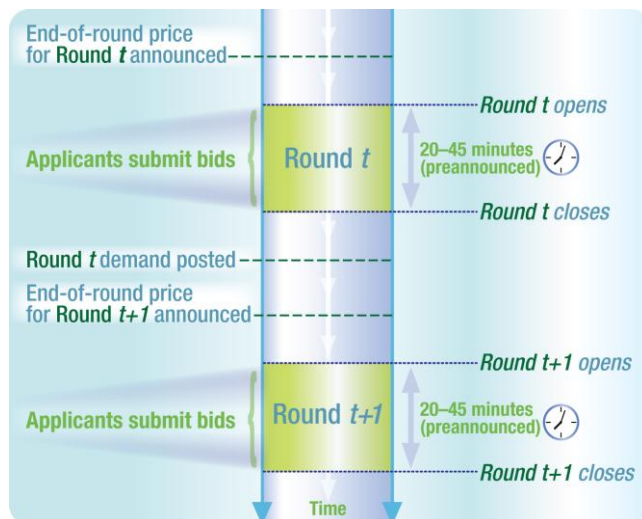 End-of-round price
for Round t announced
Round t opens
Applicants submit bids
Round t
20–45 minutes
(preannounced)
Round t closes
Round t demand posted
End-of-round price
for Round t+1 announced
Round t+1 opens
Applicants submit bids
Round t+1
20–45 minutes
(preannounced)
Round t+1 closes
Time